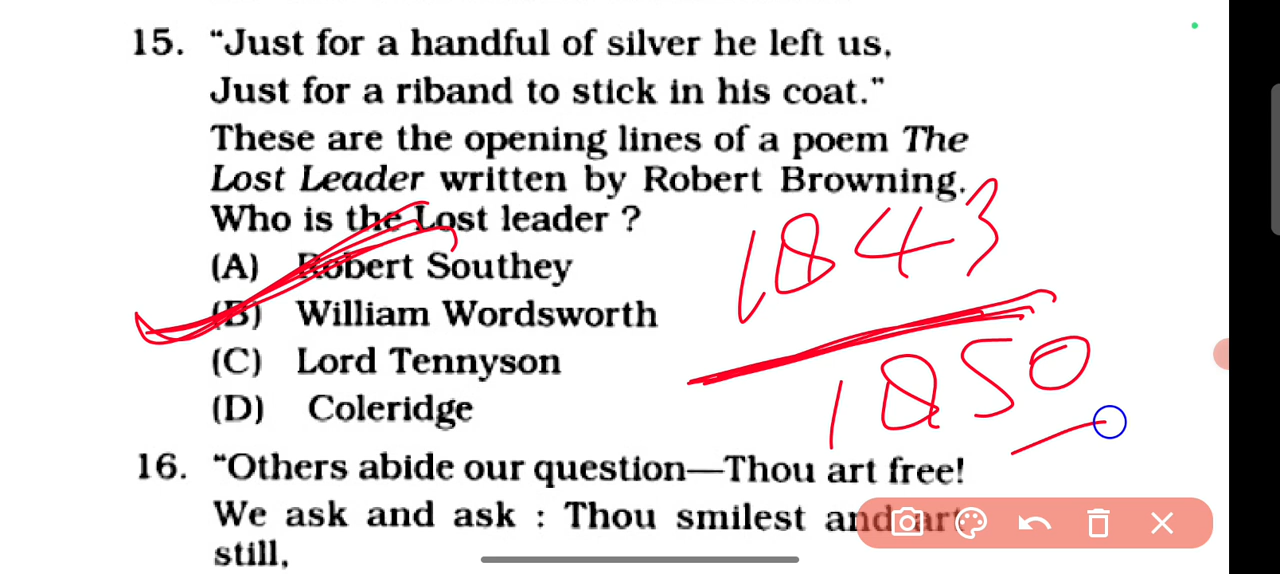 15. “Just for a handful of silver he left us,
Just for a riband to stick in his coat.”
These are the opening lines of a poem The
Lost Leader written by Robert Browning.
Who is the Lost leader ?
(A) Robert Southey
(B) William Wordsworth
(C) Lord Tennyson
(D) Coleridge
1843
1850
16. “Others abide our question—Thou art free!
We ask and ask : Thou smilest and art
still,